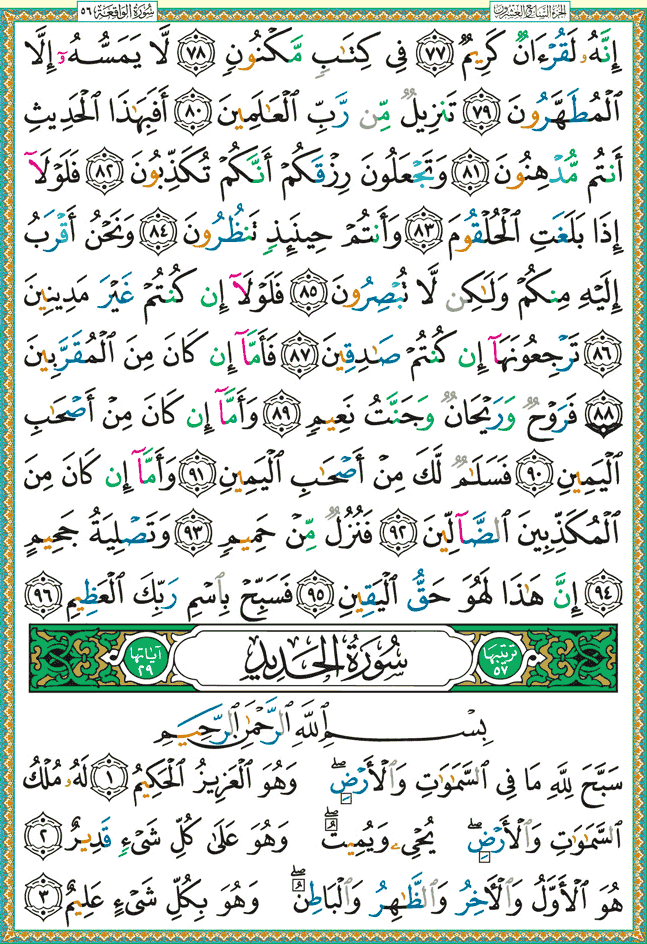 الجزء السابع والعشرون
سورة الواقعة ٥٦
إِنَّهُۥ لَقُرْءَانٌ كَرِيمٌ ٧٧ فِى كِتَٰبٍ مَّكْنُونٍ ٧٨ لَّا يَمَسُّهُۥٓ إِلَّا
ٱلْمُطَهَّرُونَ ٧٩ تَنزِيلٌ مِّن رَّبِّ ٱلْعَٰلَمِينَ ٨٠ أَفَبِهَٰذَا ٱلْحَدِيثِ
أَنتُم مُّدْهِنُونَ ٨١ وَتَجْعَلُونَ رِزْقَكُمْ أَنَّكُمْ تُكَذِّبُونَ ٨٢ فَلَوْلَآ
إِذَا بَلَغَتِ ٱلْحُلْقُومَ ٨٣ وَأَنتُمْ حِينَئِذٍ تَنظُرُونَ ٨٤ وَنَحْنُ أَقْرَبُ
إِلَيْهِ مِنكُمْ وَلَٰكِن لَّا تُبْصِرُونَ ٨٥ فَلَوْلَآ إِن كُنتُمْ غَيْرَ مَدِينِينَ
٨٦ تَرْجِعُونَهَآ إِن كُنتُمْ صَٰدِقِينَ ٨٧ فَأَمَّآ إِن كَانَ مِنَ ٱلْمُقَرَّبِينَ
٨٨ فَرَوْحٌ وَرَيْحَانٌ وَجَنَّتُ نَعِيمٍ ٨٩ وَأَمَّآ إِن كَانَ مِنْ أَصْحَٰبِ
ٱلْيَمِينِ ٩٠ فَسَلَٰمٌ لَّكَ مِنْ أَصْحَٰبِ ٱلْيَمِينِ ٩١ وَأَمَّآ إِن كَانَ مِنَ
ٱلْمُكَذِّبِينَ ٱلضَّآلِّينَ ٩٢ فَنُزُلٌ مِّنْ حَمِيمٍ ٩٣ وَتَصْلِيَةُ جَحِيمٍ
٩٤ إِنَّ هَٰذَا لَهُوَ حَقُّ ٱلْيَقِينِ ٩٥ فَسَبِّحْ بِٱسْمِ رَبِّكَ ٱلْعَظِيمِ ٩٦
ترتيبها ٥٧ سُورَةُ الْحَدِيدِ آياتها ٢٩
بِسْمِ ٱللَّهِ ٱلرَّحْمَٰنِ ٱلرَّحِيمِ
سَبَّحَ لِلَّهِ مَا فِى ٱلسَّمَٰوَٰتِ وَٱلْأَرْضِۖ وَهُوَ ٱلْعَزِيزُ ٱلْحَكِيمُ ١ لَهُۥ مُلْكُ
ٱلسَّمَٰوَٰتِ وَٱلْأَرْضِۖ يُحْىِۦ وَيُمِيتُۖ وَهُوَ عَلَىٰ كُلِّ شَىْءٍ قَدِيرٌ ٢
هُوَ ٱلْأَوَّلُ وَٱلْءَاخِرُ وَٱلظَّٰهِرُ وَٱلْبَاطِنُۖ وَهُوَ بِكُلِّ شَىْءٍ عَلِيمٌ ٣